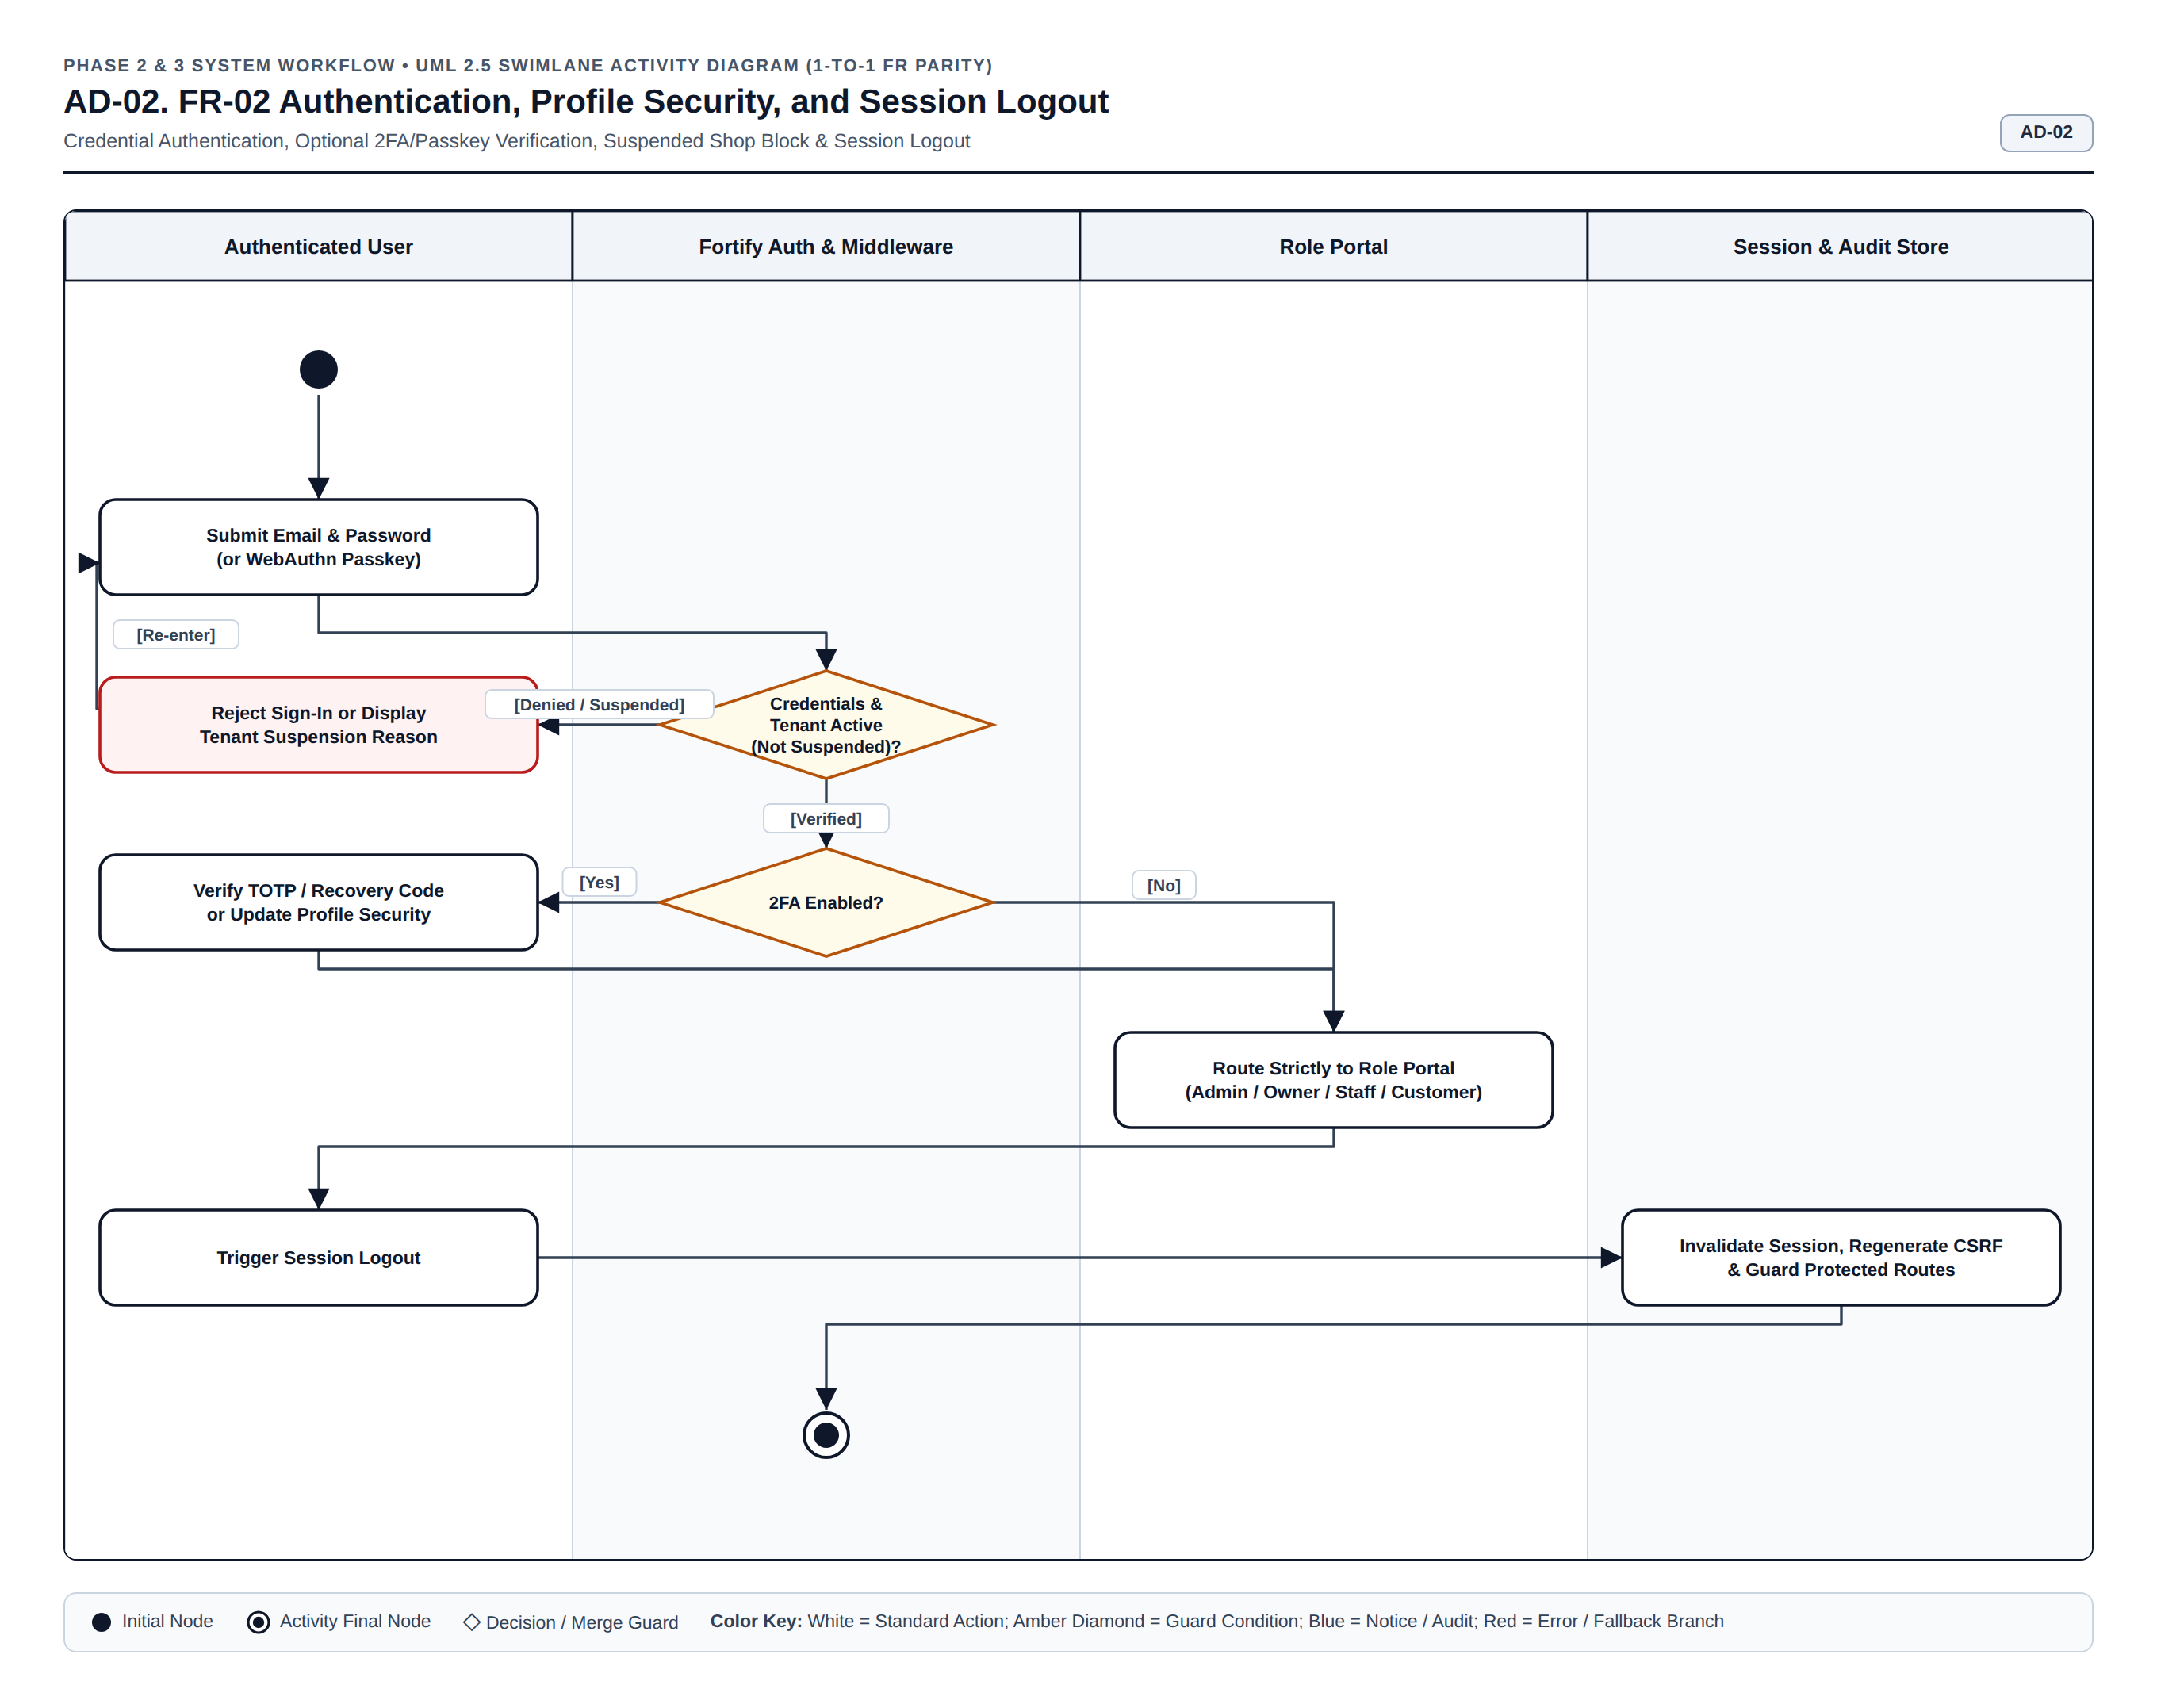 PHASE 2 & 3 SYSTEM WORKFLOW • UML 2.5 SWIMLANE ACTIVITY DIAGRAM (1-TO-1 FR PARITY)
AD-02. FR-02 Authentication, Profile Security, and Session Logout
Credential Authentication, Optional 2FA/Passkey Verification, Suspended Shop Block & Session Logout
AD-02
Authenticated User
Fortify Auth & Middleware
Role Portal
Session & Audit Store
Submit Email & Password
(or WebAuthn Passkey)
[Re-enter]
Reject Sign-In or Display
Tenant Suspension Reason
[Denied / Suspended]
Credentials &
Tenant Active
(Not Suspended)?
[Verified]
Verify TOTP / Recovery Code
or Update Profile Security
[Yes]
2FA Enabled?
[No]
Route Strictly to Role Portal
(Admin / Owner / Staff / Customer)
Trigger Session Logout
Invalidate Session, Regenerate CSRF
& Guard Protected Routes
Initial Node
Activity Final Node
Decision / Merge Guard
Color Key: White = Standard Action; Amber Diamond = Guard Condition; Blue = Notice / Audit; Red = Error / Fallback Branch